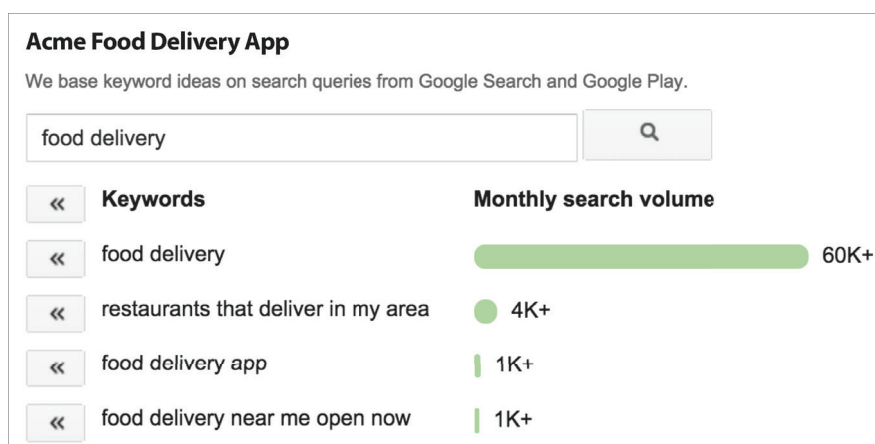 Acme Food Delivery App
We base keyword ideas on search queries from Google Search and Google Play.
food delivery
Keywords Monthly search volume
food delivery 60K+
restaurants that deliver in my area 4K+
food delivery app 1K+
food delivery near me open now 1K+